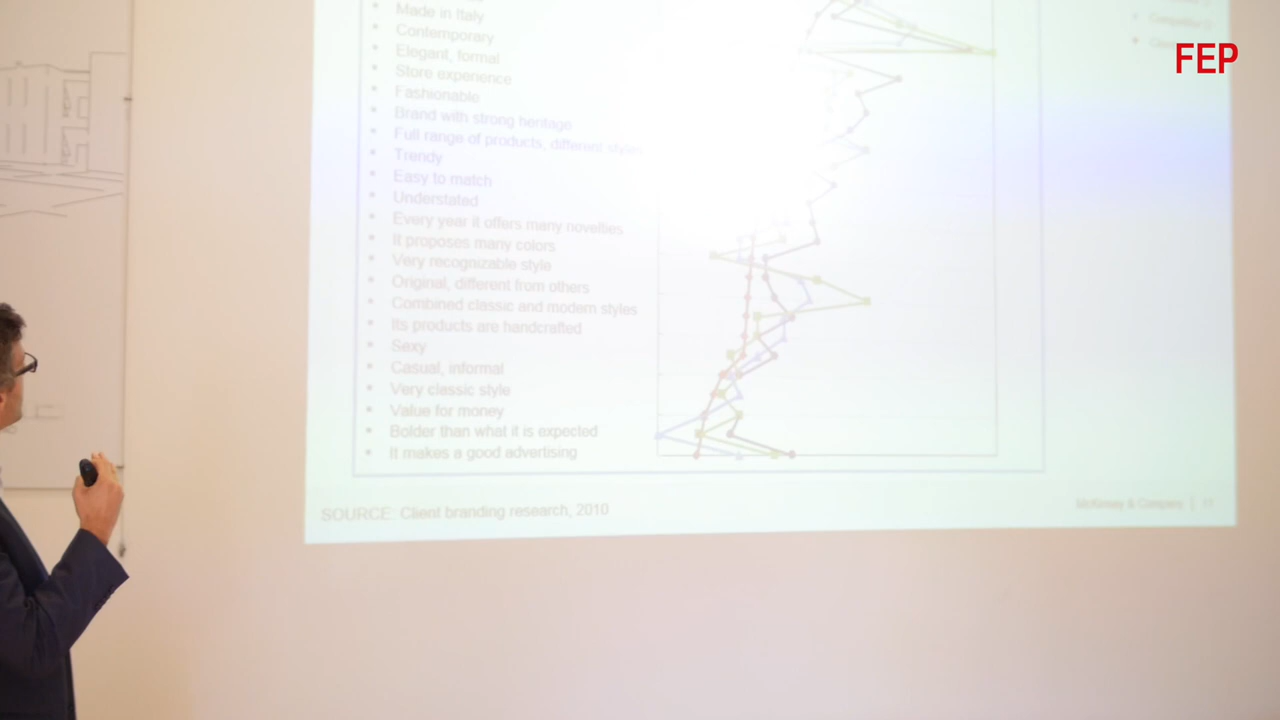 Made in Italy
Contemporary
Elegant, formal
Store experience
Fashionable
Brand with strong heritage
Full range of products, different styles
Trendy
Easy to match
Understated
Every year it offers many novelties
It proposes many colors
Very recognizable style
Original, different from others
Combined classic and modern styles
Its products are handcrafted
Sexy
Casual, informal
Very classic style
Value for money
Bolder than what it is expected
It makes a good advertising
SOURCE: Client branding research, 2010
McKinsey & Company | 11
FEP